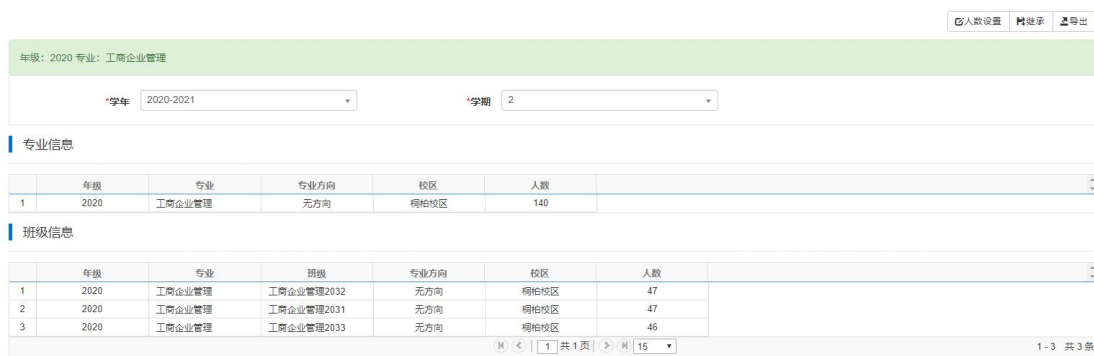 人数设置 继承 导出
年级：2020 专业：工商企业管理
*学年 2020-2021 *学期 2
专业信息
年级 专业 专业方向 校区 人数
1 2020 工商企业管理 无方向 桐柏校区 140
班级信息
年级 专业 班级 专业方向 校区 人数
1 2020 工商企业管理 工商企业管理2032 无方向 桐柏校区 47
2 2020 工商企业管理 工商企业管理2031 无方向 桐柏校区 47
3 2020 工商企业管理 工商企业管理2033 无方向 桐柏校区 46
1 共 1 页 15 1 - 3 共 3 条